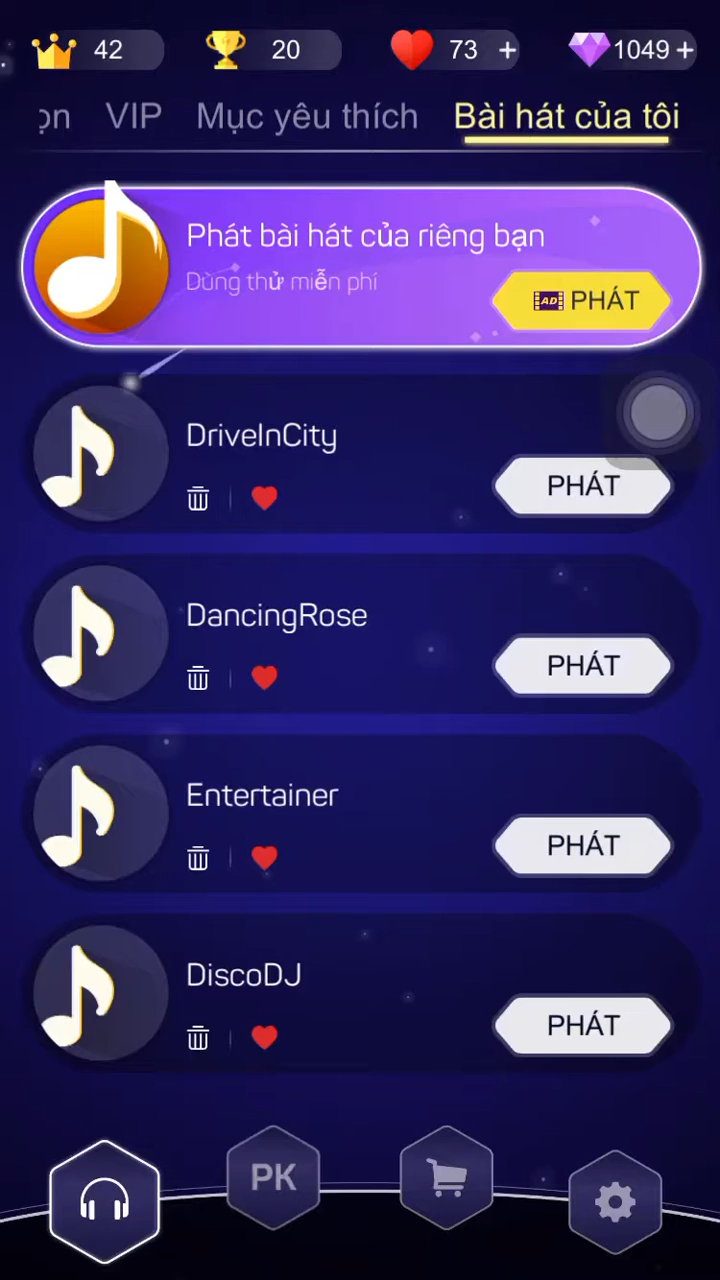 42 20 73 + 1049 +
ọn VIP Mục yêu thích Bài hát của tôi
Phát bài hát của riêng bạn
Dùng thử miễn phí
AD PHÁT
DriveInCity
PHÁT
DancingRose
PHÁT
Entertainer
PHÁT
DiscoDJ
PHÁT
PK